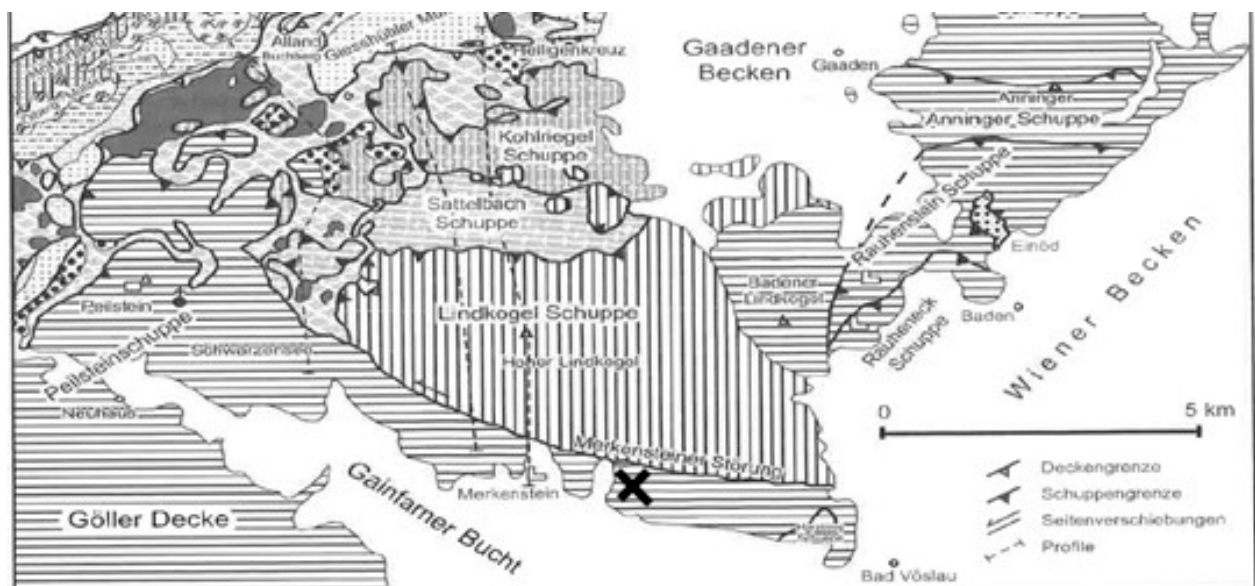 Alland
Buchberg
Heiligenkreuz
Gaadener
Becken
Gaaden
Anninger
Anninger Schuppe
Kohlriegel
Schuppe
Sattelbach
Schuppe
Rauhenstein Schuppe
Einöd
Badener
Lindkogel
Baden
Rauheneck
Schuppe
Wiener Becken
Peilstein
Peilsteinschuppe
Schwarzensee
Neuhaus
Lindkogel Schuppe
Hoher Lindkogel
Merkensteiner Störung
Merkenstein
Gainfarner Bucht
Göller Decke
Bad Vöslau
0 5 km
Deckengrenze
Schuppengrenze
Seitenverschiebungen
Profile